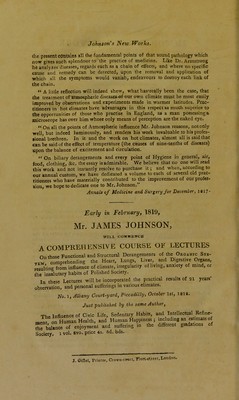 Johnson's New Works.
the present contains all the fundamental points of that sound pathology which
now gives such splendour to the practice of medicine. Like Dr. Armstrong
he analyzes diseases, regards each as a chain of effects, and where no specific
cause and remedy can be detected, upon the removal and application of
which all the symptoms would vanish, endeavours to destroy each link of
the chain.
“A little reflection will indeed show, what has really been the case, that
the treatment of atmospheric diseases of our own climate must be most easily
improved by observations and experiments made in warmer latitudes. Prac-
titioners in hot climates have advantages in this respect as much superior to
the opportunities of those who practise in England, as a man possessing a
microscope has over him whose only means of perception are the naked eye.
“On all the points of Atmospheric influence Mr. Johnson reasons, not only
well, but indeed luminously, and renders his work invaluable to his profes-
sional brethren. In it and the work on hot climates, almost all is said that
can be said of the effect of temperature (the causes of nine-tenths of diseases)
upon the balance of excitement and circulation.
“On biliary derangements and every point of Hygiene in general, air,
food, clothing, &c. the essay is admirable. We believe that no one will read
this work and not instantly resolve to purchase it; and when, according to
our annual custom, we have dedicated a volume to each of several old prac-
titioners who have materially contributed to the improvement of our profes-
sion, we hope to dedicate one to Mr. Johnson.”
Annals of Medicine and Surgery for December, 1817.
Early in February, 1819,
Mr. JAMES JOHNSON,
WILL COMMENCE
A COMPREHENSIVE COURSE OF LECTURES
On those Functional and Structural Derangements of the Organic Sys-
tem, comprehending the Heart, Lungs, Liver, and Digestive Organs,
resulting from influence of climate, irregularity of living, anxiety of mind, or
the insalutary habits of Polished Society.
In these Lectures will be incorporated the practical results of 21 years'
observation, and personal sufferings in various climates.
No. 1, Albany Court-yard, Piccadilly, October 1st, 1818.
Just published by the same Author,
The Influence of Civic Life, Sedentary Habits, and Intellectual Refine-
ment, on Human Health, and Human Happiness; including an estimate of
the balance of enjoyment and suffering in the different gradations of
Society. 1 vol. 8vo. price
J. Gillet, Printer, Crown-court, Fleet-street, London.